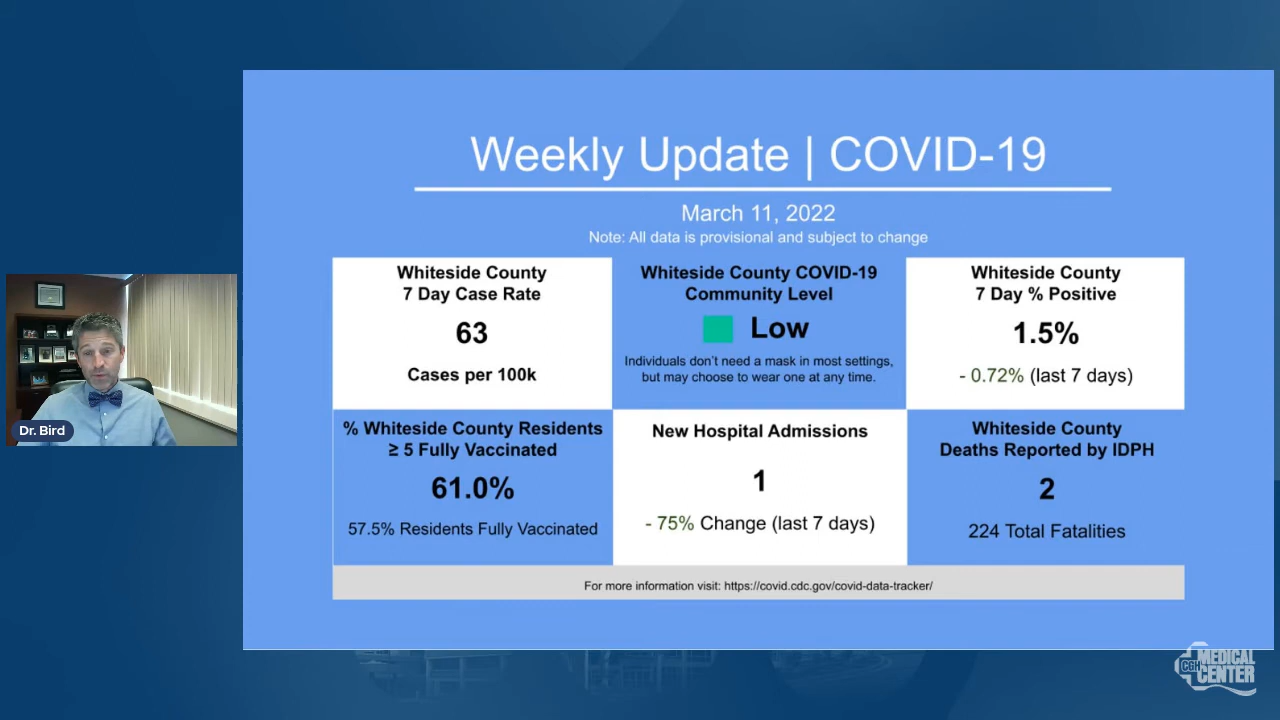 Weekly Update | COVID-19
March 11, 2022
Note: All data is provisional and subject to change
Whiteside County
7 Day Case Rate
63
Cases per 100k
Whiteside County COVID-19
Community Level
Low
Individuals don't need a mask in most settings,
but may choose to wear one at any time.
Whiteside County
7 Day % Positive
1.5%
- 0.72% (last 7 days)
% Whiteside County Residents
≥ 5 Fully Vaccinated
61.0%
57.5% Residents Fully Vaccinated
New Hospital Admissions
1
- 75% Change (last 7 days)
Whiteside County
Deaths Reported by IDPH
2
224 Total Fatalities
For more information visit: https://covid.cdc.gov/covid-data-tracker/
Dr. Bird
CGH
MEDICAL
CENTER